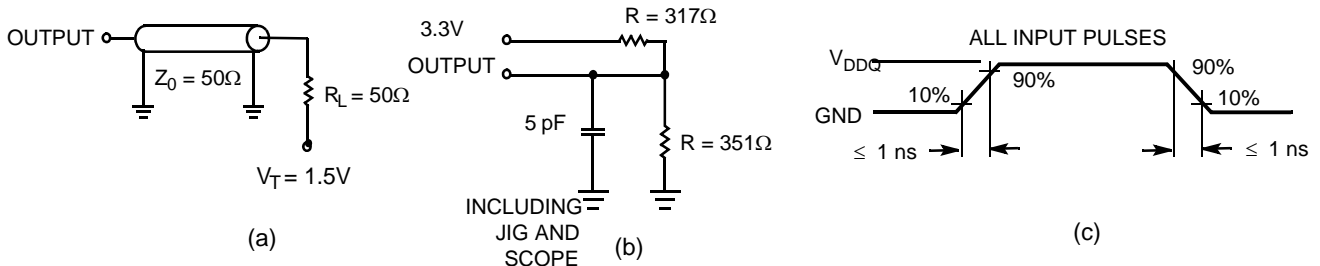 OUTPUT
Z0 = 50Ω
RL = 50Ω
VT = 1.5V
(a)
R = 317Ω
3.3V
OUTPUT
5 pF
R = 351Ω
INCLUDING
JIG AND
SCOPE
(b)
ALL INPUT PULSES
VDDQ
90%
90%
10%
10%
GND
≤ 1 ns
≤ 1 ns
(c)